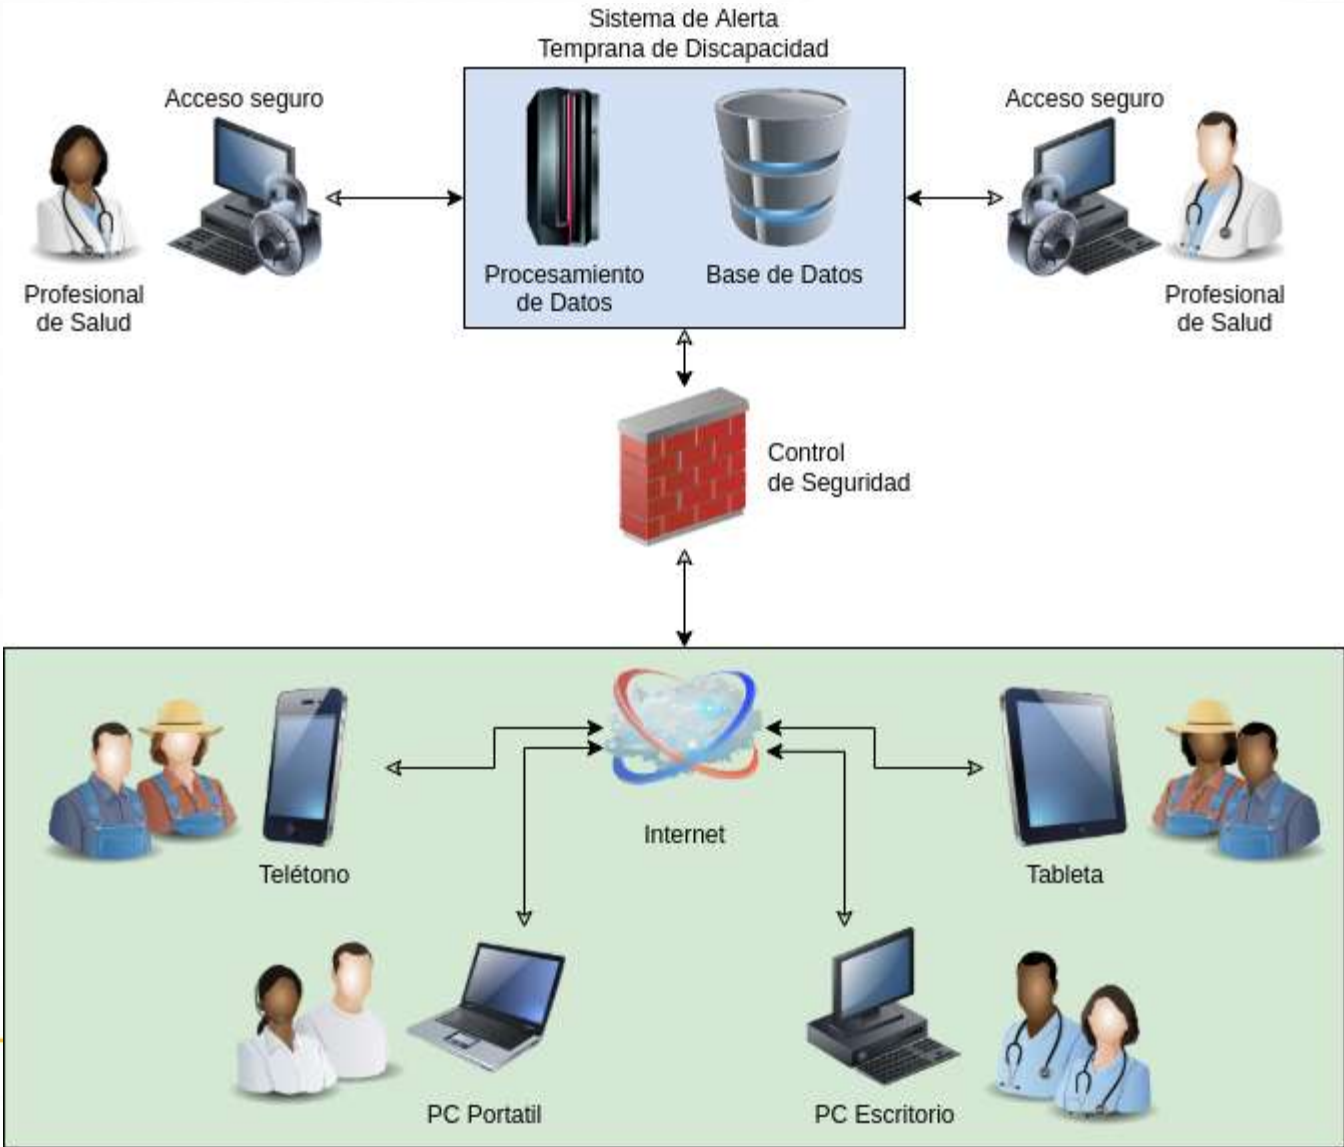 Sistema de Alerta
Temprana de Discapacidad
Acceso seguro
Acceso seguro
Procesamiento
de Datos
Base de Datos
Profesional
de Salud
Profesional
de Salud
Control
de Seguridad
Internet
Telétono
Tableta
PC Portatil
PC Escritorio